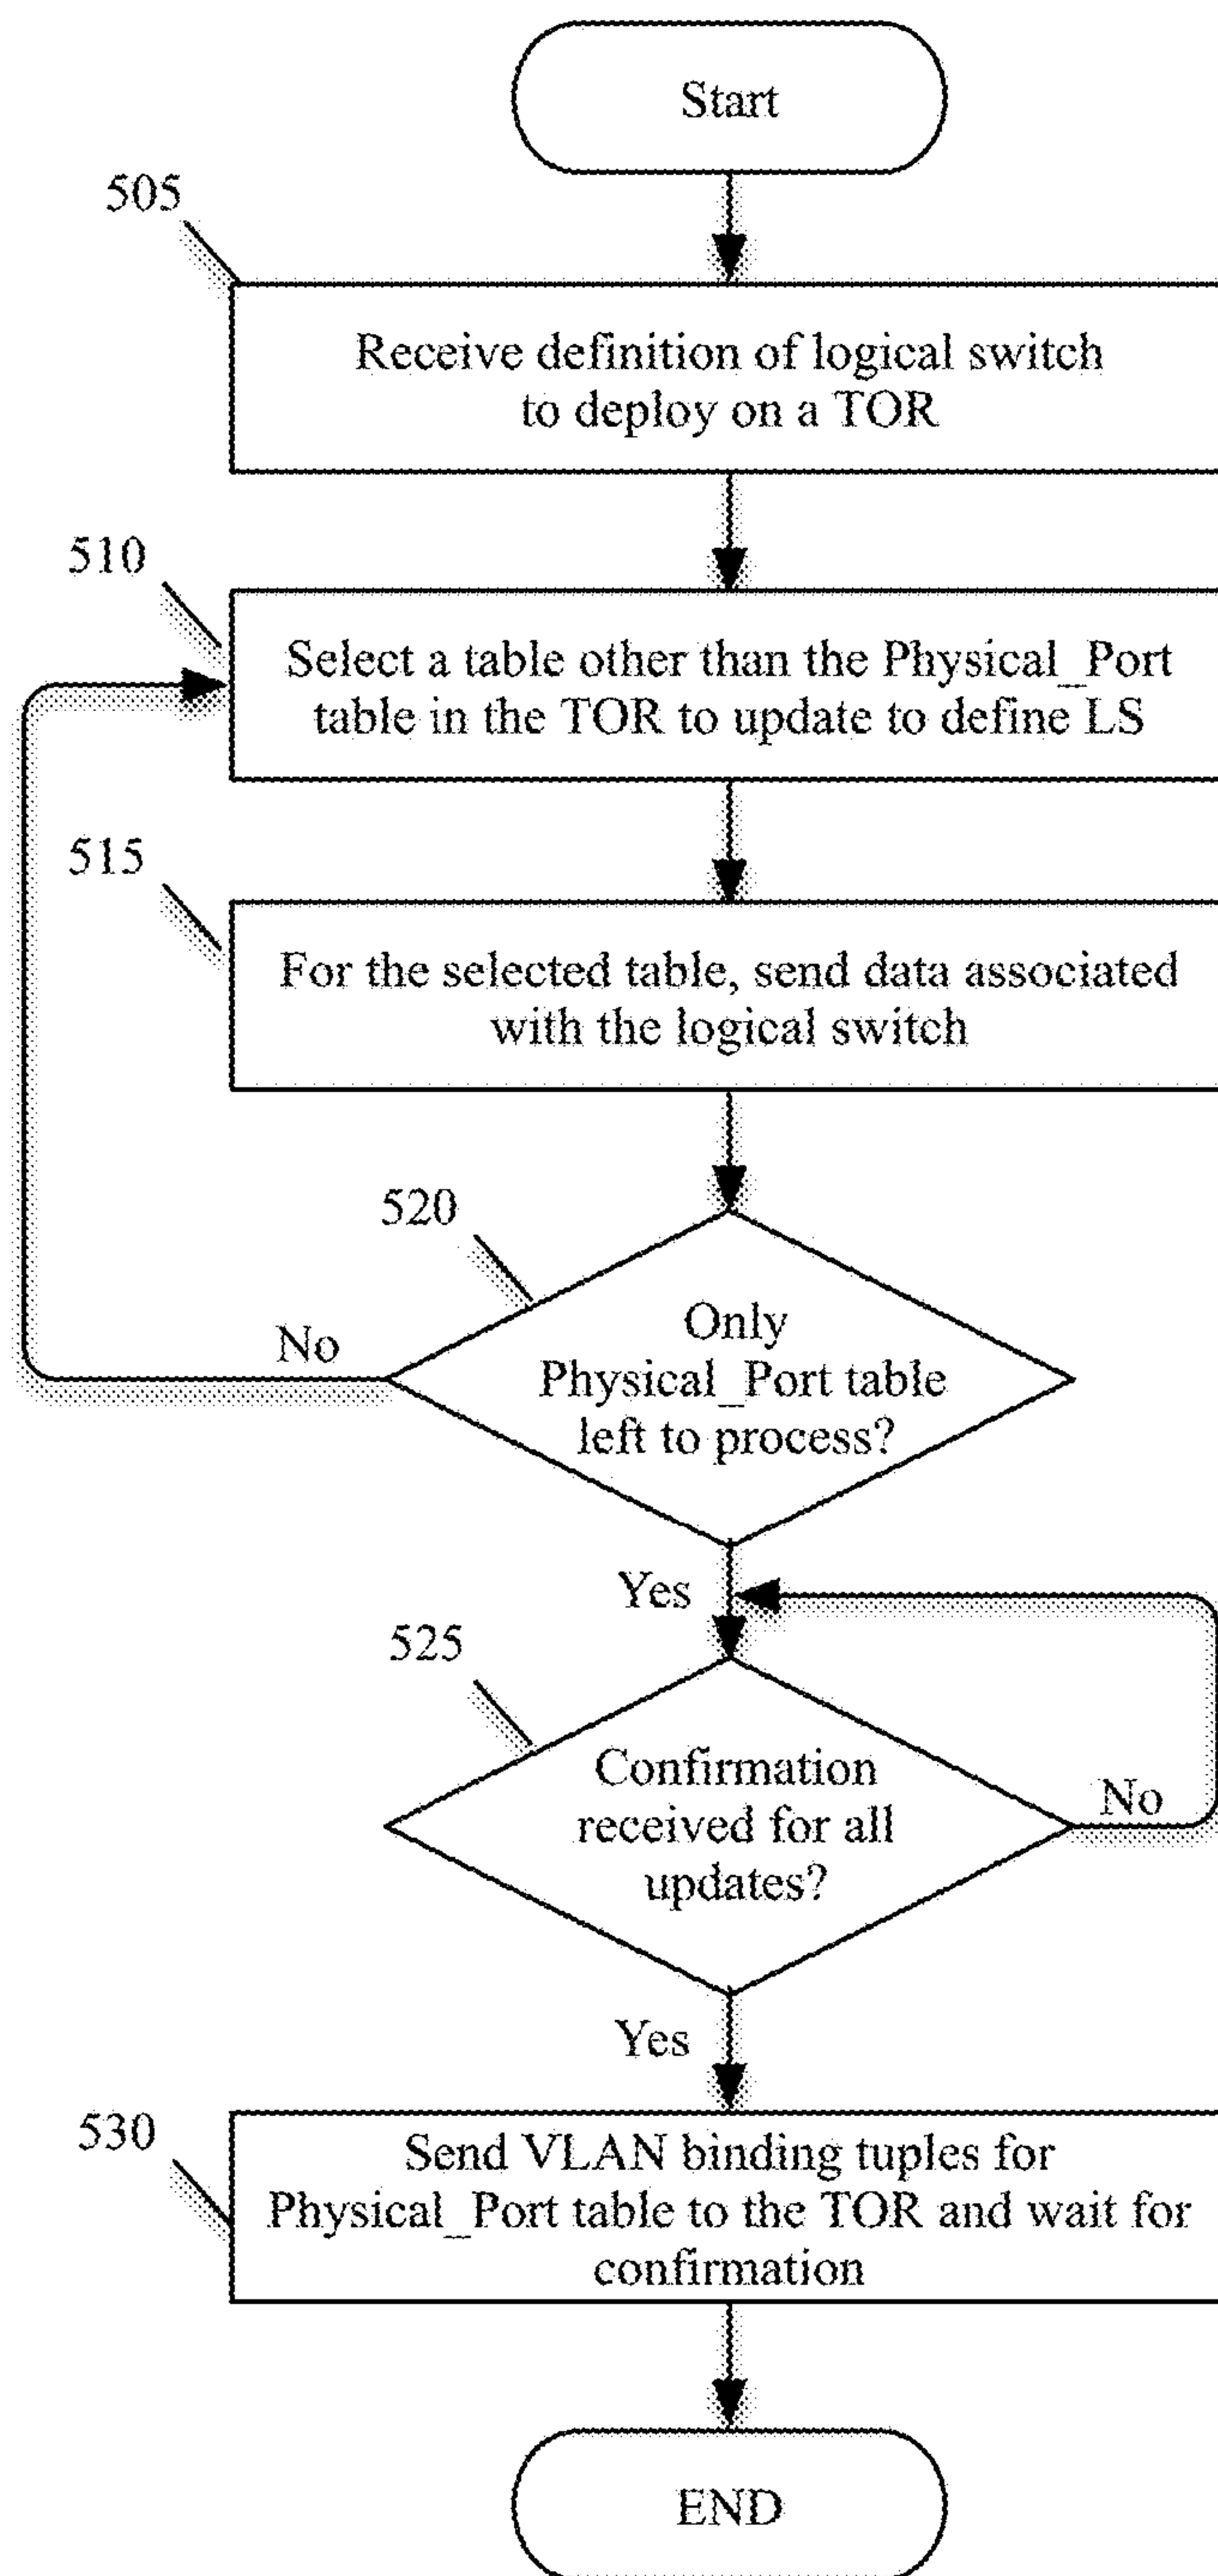 Start
505
Receive definition of logical switch
to deploy on a TOR
510
Select a table other than the Physical_Port
table in the TOR to update to define LS
515
For the selected table, send data associated
with the logical switch
520
Only
Physical_Port table
left to process?
No
Yes
525
Confirmation
received for all
updates?
No
Yes
530
Send VLAN binding tuples for
Physical_Port table to the TOR and wait for
confirmation
END